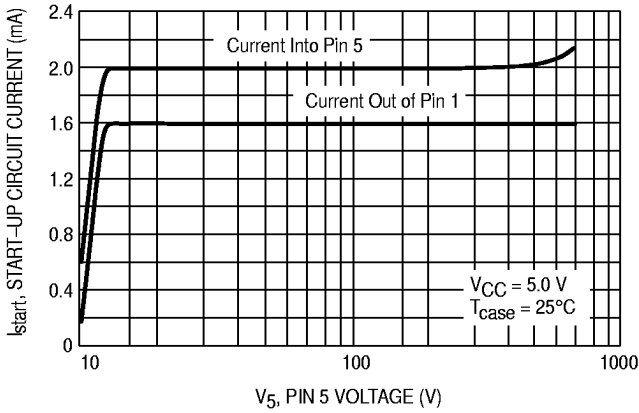 Istart, START–UP CIRCUIT CURRENT (mA)
2.4
2.0
1.6
1.2
0.8
0.4
0
Current Into Pin 5
Current Out of Pin 1
VCC = 5.0 V
Tcase = 25°C
10
100
1000
V5, PIN 5 VOLTAGE (V)